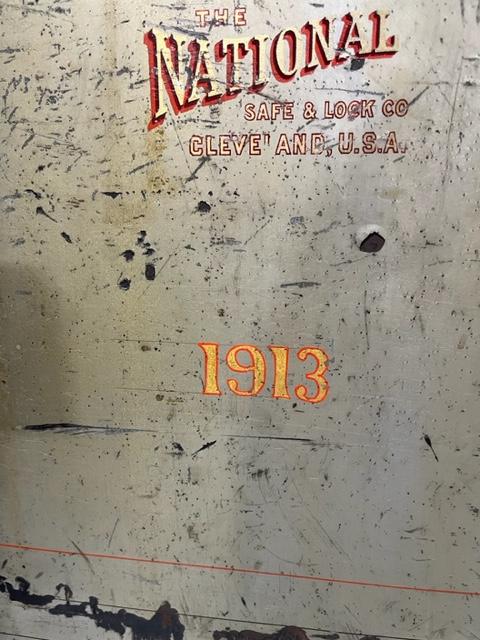 THE
NATIONAL
SAFE & LOCK CO
CLEVE'AND, U.S.A.
1913